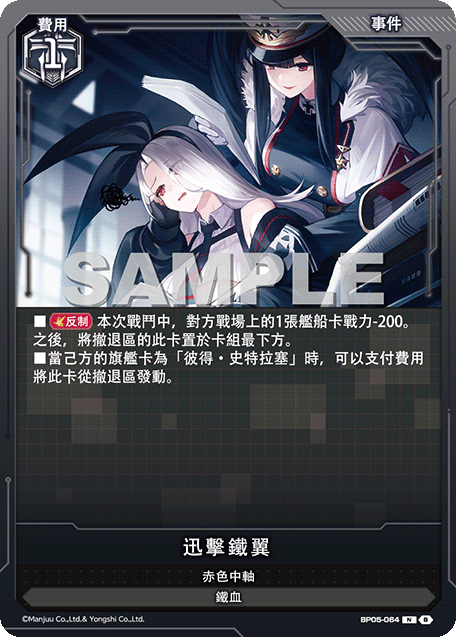 費用
1
事件
SAMPLE
■反制 本次戰鬥中，對方戰場上的1張艦船卡戰力-200。
之後，將撤退區的此卡置於卡組最下方。
■當己方的旗艦卡為「彼得·史特拉塞」時，可以支付費用
將此卡從撤退區發動。
迅擊鐵翼
赤色中軸
鐵血
©Manjuu Co.,Ltd.& Yongshi Co.,Ltd.
BP05-064 N B